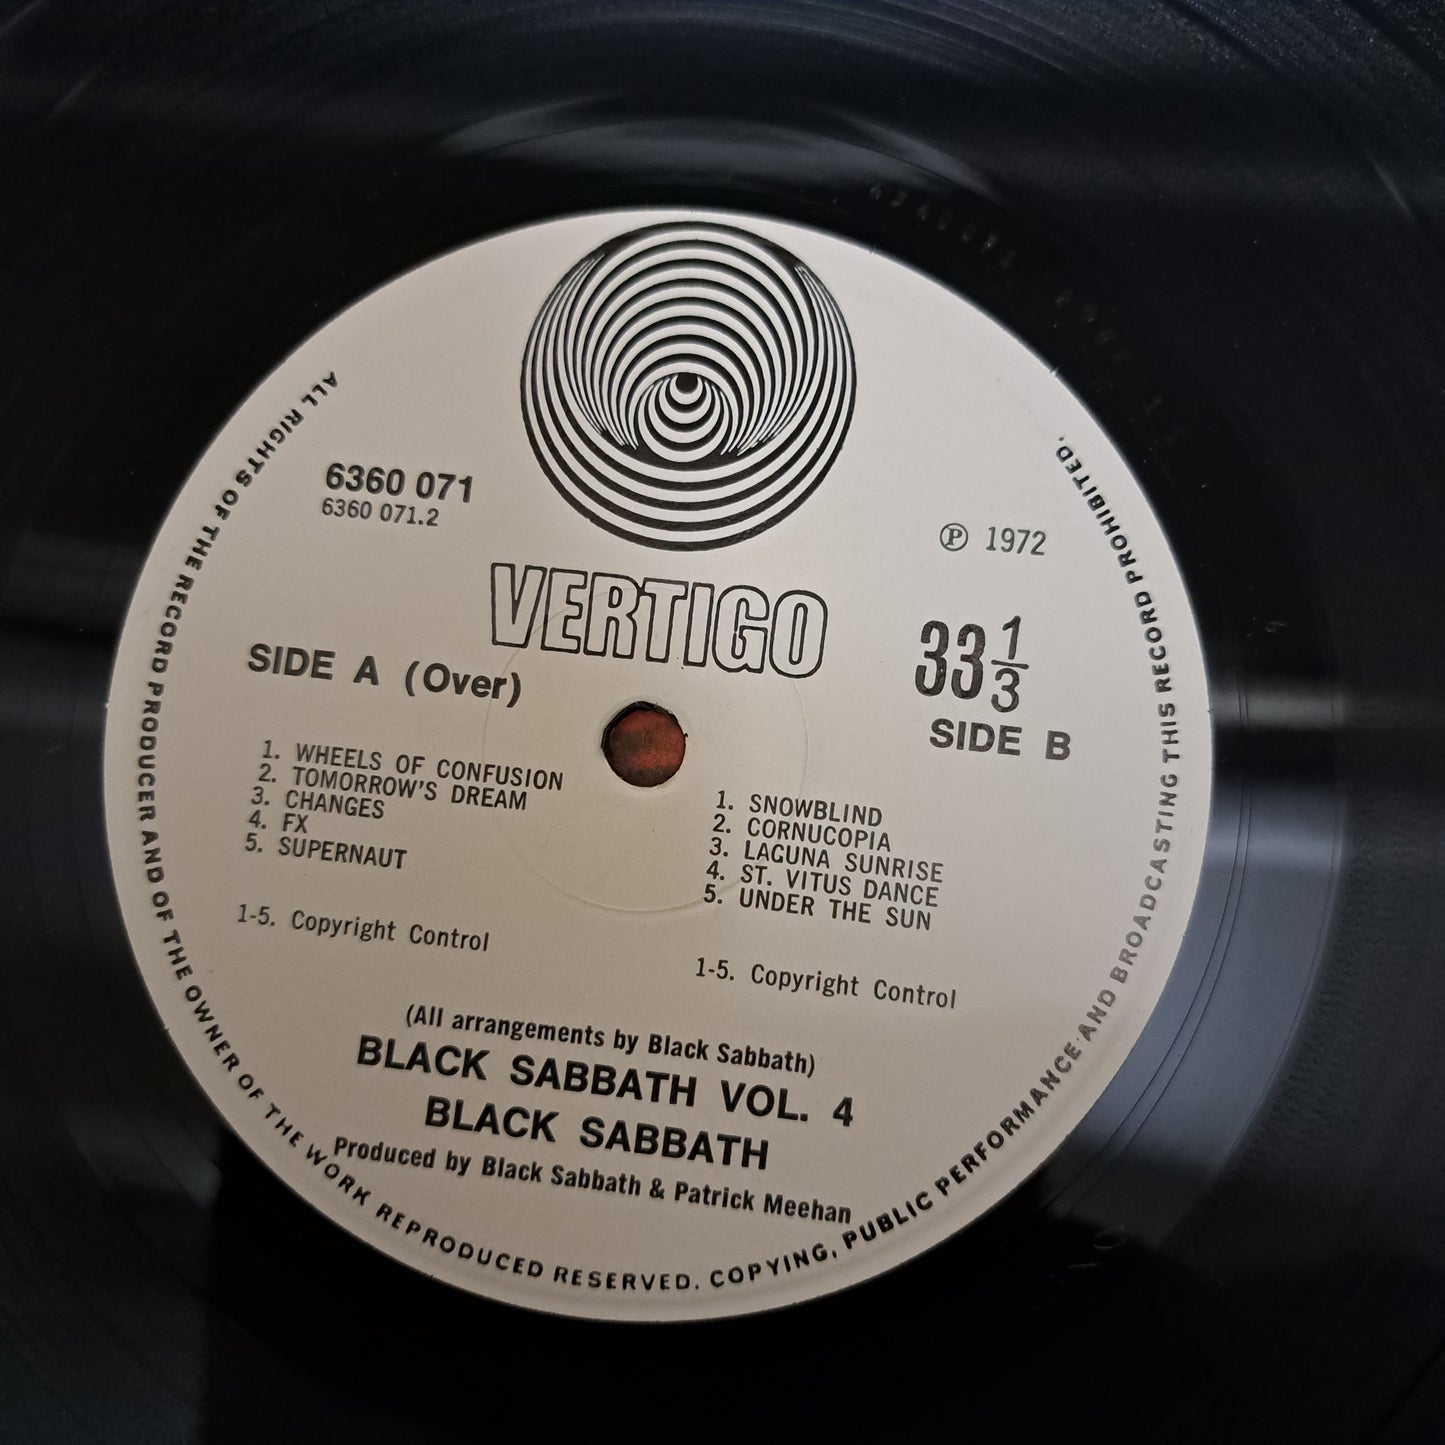 6360 071
6360 071.2
℗ 1972
VERTIGO
33 1/3
SIDE A (Over)
SIDE B
1. WHEELS OF CONFUSION
2. TOMORROW'S DREAM
3. CHANGES
4. FX
5. SUPERNAUT
1-5. Copyright Control
1. SNOWBLIND
2. CORNUCOPIA
3. LAGUNA SUNRISE
4. ST. VITUS DANCE
5. UNDER THE SUN
1-5. Copyright Control
(All arrangements by Black Sabbath)
BLACK SABBATH VOL. 4
BLACK SABBATH
Produced by Black Sabbath & Patrick Meehan
ALL RIGHTS OF THE RECORD PRODUCER AND OF THE OWNER OF THE WORK REPRODUCED RESERVED. COPYING, PUBLIC PERFORMANCE AND BROADCASTING THIS RECORD PROHIBITED.
6360071